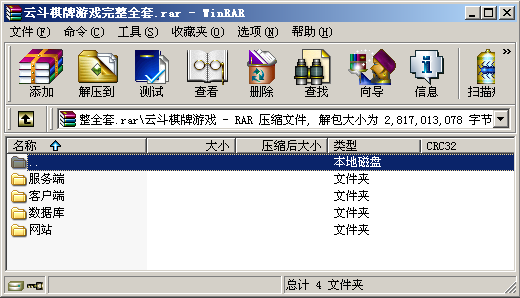 云斗棋牌游戏完整全套.rar - WinRAR
文件(F) 命令(C) 工具(S) 收藏夹(O) 选项(N) 帮助(H)
添加 解压到 测试 查看 删除 查找 向导 信息 扫描 »
整全套.rar\云斗棋牌游戏 - RAR 压缩文件, 解包大小为 2,817,013,078 字节
名称 大小 压缩后大小 类型 CRC32
.. 本地磁盘
服务端 文件夹
客户端 文件夹
数据库 文件夹
网站 文件夹
总计 4 文件夹